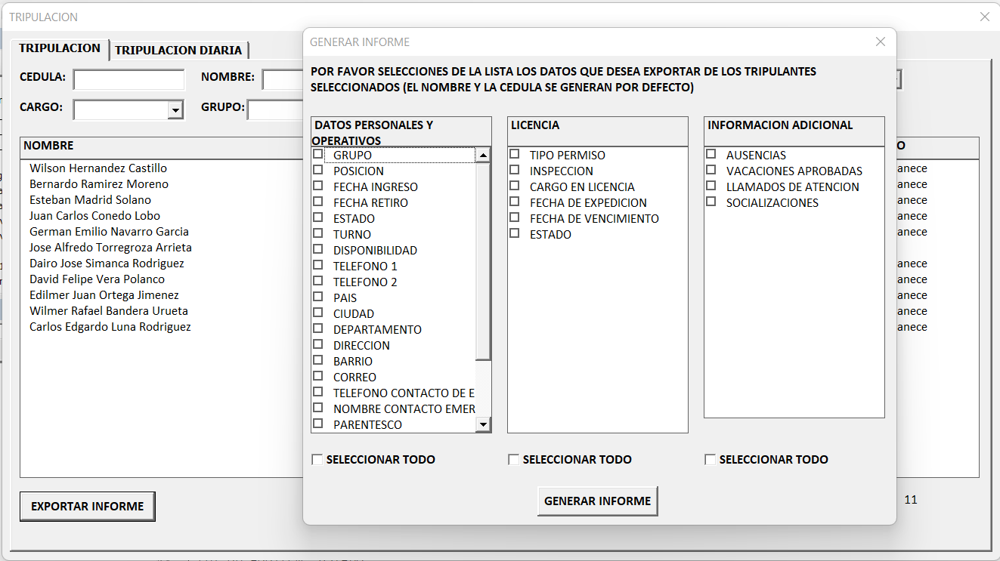 TRIPULACION
TRIPULACION
TRIPULACION DIARIA
CEDULA:
NOMBRE:
CARGO:
GRUPO:
NOMBRE
Wilson Hernandez Castillo
Bernardo Ramirez Moreno
Esteban Madrid Solano
Juan Carlos Conedo Lobo
German Emilio Navarro Garcia
Jose Alfredo Torregroza Arrieta
Dairo Jose Simanca Rodriguez
David Felipe Vera Polanco
Edilmer Juan Ortega Jimenez
Wilmer Rafael Bandera Urueta
Carlos Edgardo Luna Rodriguez
EXPORTAR INFORME
GENERAR INFORME
POR FAVOR SELECCIONES DE LA LISTA LOS DATOS QUE DESEA EXPORTAR DE LOS TRIPULANTES
SELECCIONADOS (EL NOMBRE Y LA CEDULA SE GENERAN POR DEFECTO)
DATOS PERSONALES Y
OPERATIVOS
GRUPO
POSICION
FECHA INGRESO
FECHA RETIRO
ESTADO
TURNO
DISPONIBILIDAD
TELEFONO 1
TELEFONO 2
PAIS
CIUDAD
DEPARTAMENTO
DIRECCION
BARRIO
CORREO
TELEFONO CONTACTO DE E
NOMBRE CONTACTO EMER
PARENTESCO
SELECCIONAR TODO
LICENCIA
TIPO PERMISO
INSPECCION
CARGO EN LICENCIA
FECHA DE EXPEDICION
FECHA DE VENCIMIENTO
ESTADO
SELECCIONAR TODO
INFORMACION ADICIONAL
AUSENCIAS
VACACIONES APROBADAS
LLAMADOS DE ATENCION
SOCIALIZACIONES
SELECCIONAR TODO
GENERAR INFORME
O
anece
anece
anece
anece
anece
anece
anece
anece
anece
anece
11